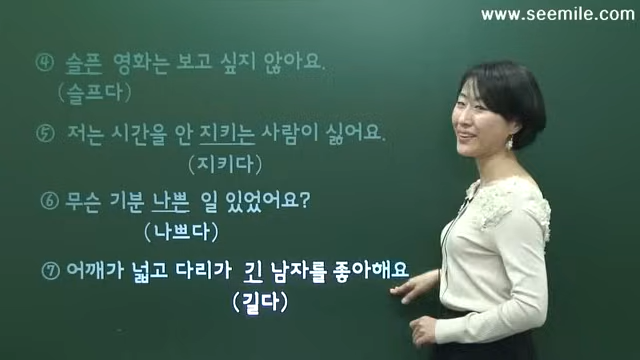 www.seemile.com
④ 슬픈 영화는 보고 싶지 않아요.
(슬프다)
⑤ 저는 시간을 안 지키는 사람이 싫어요.
(지키다)
⑥ 무슨 기분 나쁜 일 있었어요?
(나쁘다)
⑦ 어깨가 넓고 다리가 긴 남자를 좋아해요
(길다)